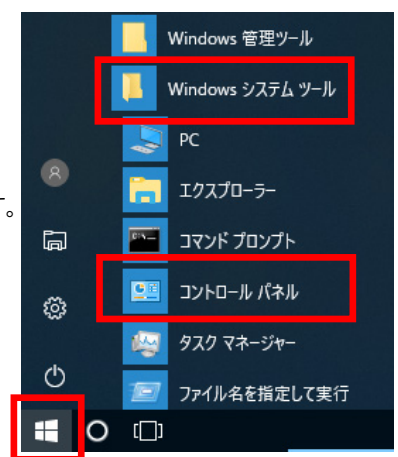 Windows 管理ツール
Windows システム ツール
PC
す。
エクスプローラー
コマンド プロンプト
コントロール パネル
タスク マネージャー
ファイル名を指定して実行